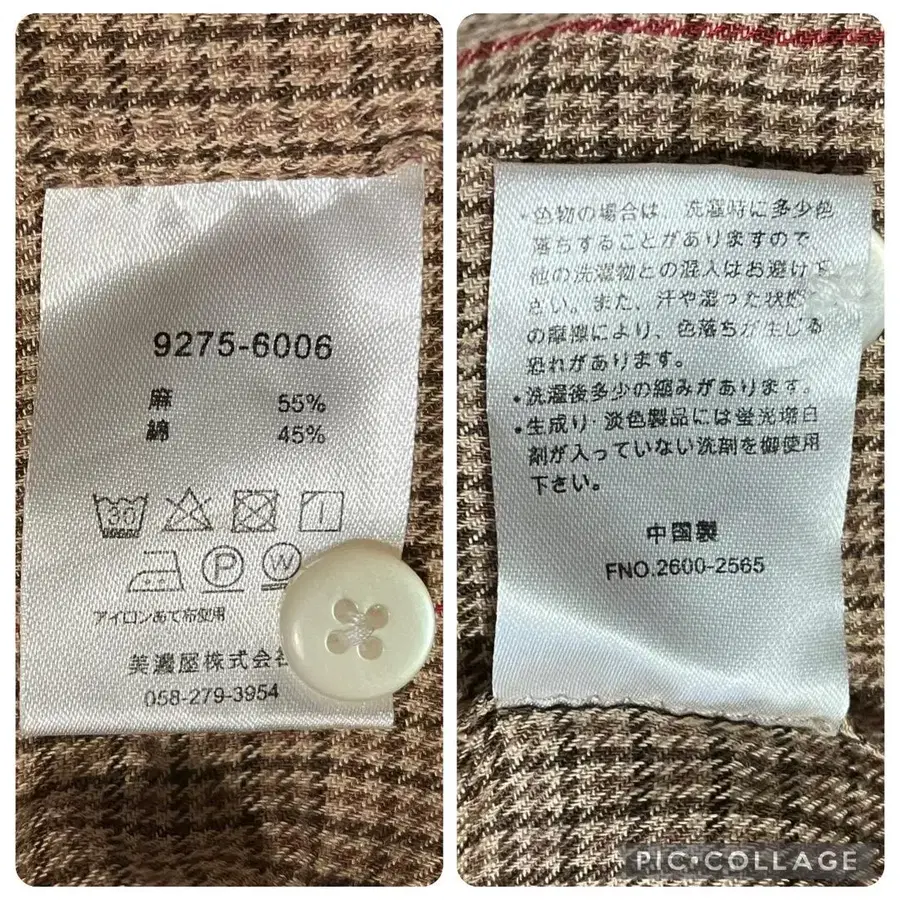 9275-6006
麻 55%
綿 45%
30
P
W
アイロンあて布使用
美濃屋株式会
058-279-3954
・色物の場合は、洗濯時に多少色
落ちすることがありますので、
他の洗濯物との混入はお避け下
さい。また、汗や湿った状態
の摩擦により、色落ちが生じる
恐れがあります。
・洗濯後多少の縮みがあります。
・生成り・淡色製品には蛍光増白
剤が入っていない洗剤を御使用
下さい。
中国製
FNO.2600-2565
PIC•COLLAGE